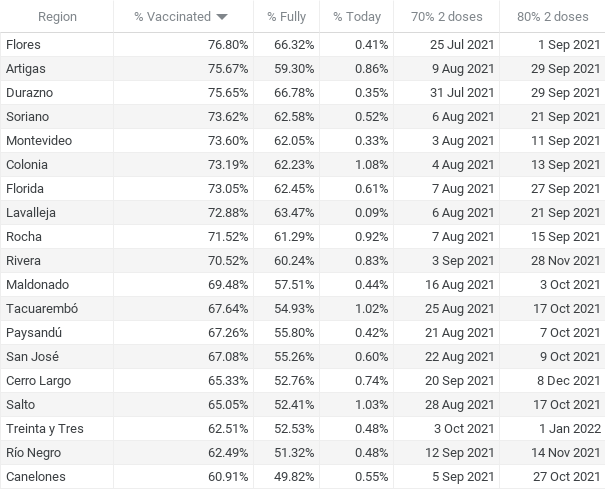 Region % Vaccinated % Fully % Today 70% 2 doses 80% 2 doses
Flores 76.80% 66.32% 0.41% 25 Jul 2021 1 Sep 2021
Artigas 75.67% 59.30% 0.86% 9 Aug 2021 29 Sep 2021
Durazno 75.65% 66.78% 0.35% 31 Jul 2021 29 Sep 2021
Soriano 73.62% 62.58% 0.52% 6 Aug 2021 21 Sep 2021
Montevideo 73.60% 62.05% 0.33% 3 Aug 2021 11 Sep 2021
Colonia 73.19% 62.23% 1.08% 4 Aug 2021 13 Sep 2021
Florida 73.05% 62.45% 0.61% 7 Aug 2021 27 Sep 2021
Lavalleja 72.88% 63.47% 0.09% 6 Aug 2021 21 Sep 2021
Rocha 71.52% 61.29% 0.92% 7 Aug 2021 15 Sep 2021
Rivera 70.52% 60.24% 0.83% 3 Sep 2021 28 Nov 2021
Maldonado 69.48% 57.51% 0.44% 16 Aug 2021 3 Oct 2021
Tacuarembó 67.64% 54.93% 1.02% 25 Aug 2021 17 Oct 2021
Paysandú 67.26% 55.80% 0.42% 21 Aug 2021 7 Oct 2021
San José 67.08% 55.26% 0.60% 22 Aug 2021 9 Oct 2021
Cerro Largo 65.33% 52.76% 0.74% 20 Sep 2021 8 Dec 2021
Salto 65.05% 52.41% 1.03% 28 Aug 2021 17 Oct 2021
Treinta y Tres 62.51% 52.53% 0.48% 3 Oct 2021 1 Jan 2022
Río Negro 62.49% 51.32% 0.48% 12 Sep 2021 14 Nov 2021
Canelones 60.91% 49.82% 0.55% 5 Sep 2021 27 Oct 2021